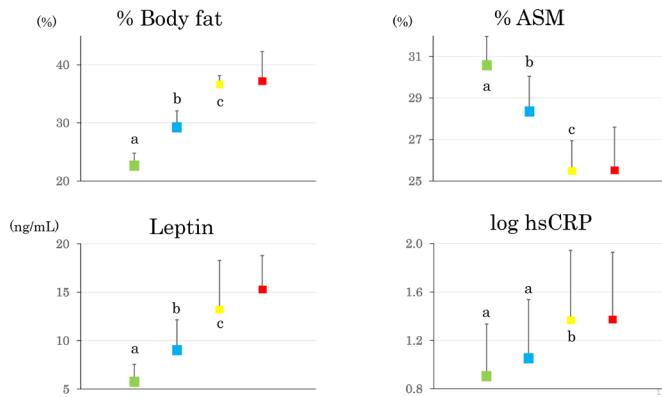 (%) % Body fat
40
30
20
a
b
c
(%) % ASM
31
29
27
25
a
b
c
(ng/mL) Leptin
20
15
10
5
a
b
c
log hsCRP
2.0
1.6
1.2
0.8
a
a
b